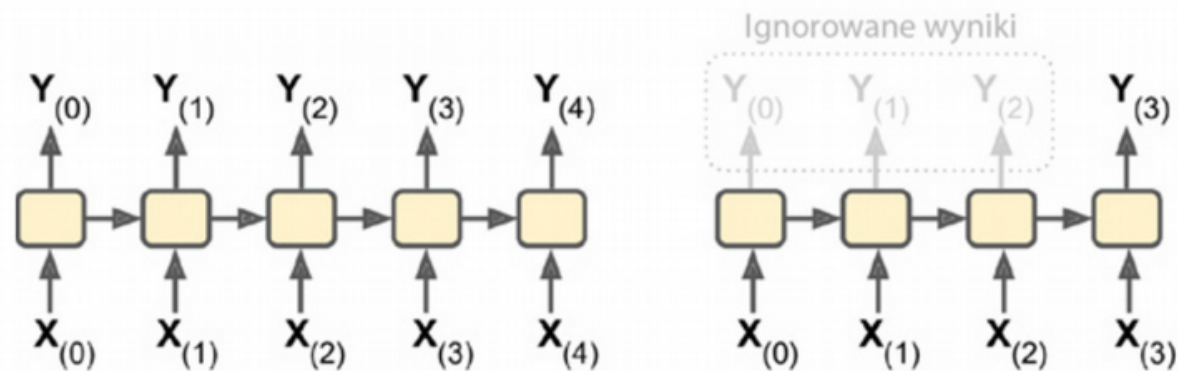 Ignorowane wyniki
Y(0) Y(1) Y(2) Y(3) Y(4)
Y(0) Y(1) Y(2) Y(3)
X(0) X(1) X(2) X(3) X(4)
X(0) X(1) X(2) X(3)